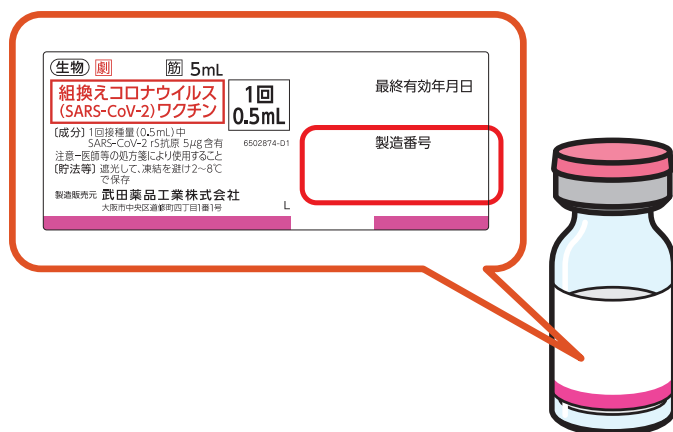 生物 劇 筋 5mL
組換えコロナウイルス
(SARS-CoV-2)ワクチン
1回
0.5mL
〔成分〕1回接種量(0.5mL)中
SARS-CoV-2 rS抗原 5μg含有
注意-医師等の処方箋により使用すること
〔貯法等〕遮光して、凍結を避け2~8℃
で保存
製造販売元 武田薬品工業株式会社
大阪市中央区道修町四丁目1番1号
6502874-D1
L
最終有効年月日
製造番号